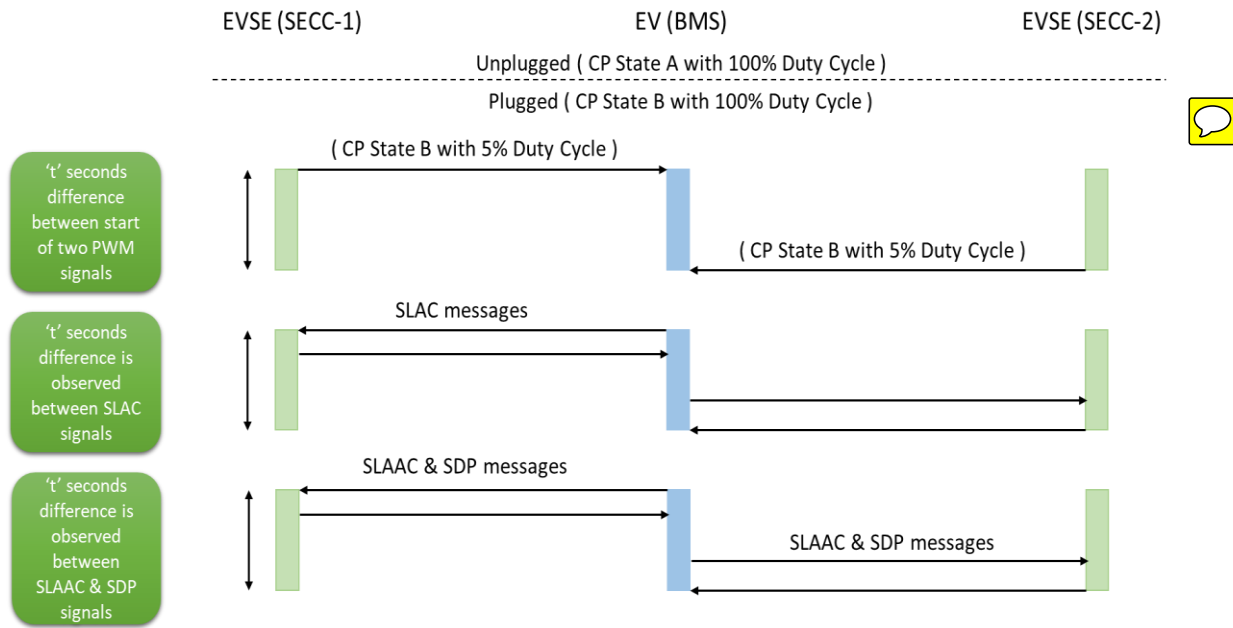 EVSE (SECC-1)
EV (BMS)
EVSE (SECC-2)
Unplugged ( CP State A with 100% Duty Cycle )
Plugged ( CP State B with 100% Duty Cycle )
‘t’ seconds
difference
between start
of two PWM
signals
( CP State B with 5% Duty Cycle )
( CP State B with 5% Duty Cycle )
‘t’ seconds
difference is
observed
between SLAC
signals
SLAC messages
‘t’ seconds
difference is
observed
between
SLAAC & SDP
signals
SLAAC & SDP messages
SLAAC & SDP messages